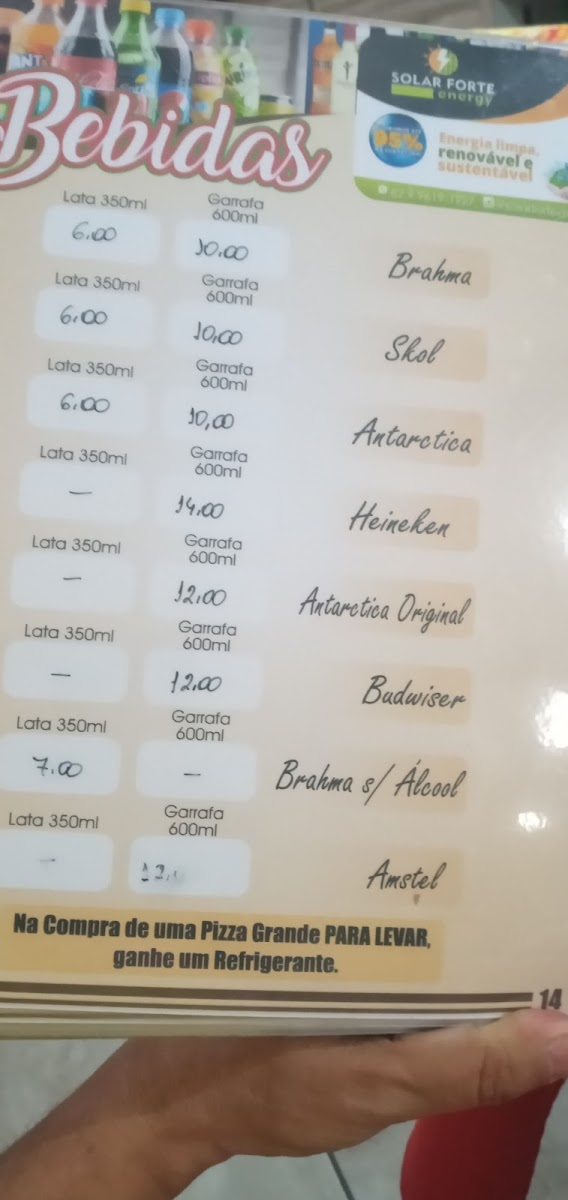 Bebidas
SOLAR FORTE
energy
95%
Energia limpa,
renovável e
sustentável
Lata 350ml Garrafa
600ml
6.00 10.00 Brahma
Lata 350ml Garrafa
600ml
6.00 10,00 Skol
Lata 350ml Garrafa
600ml
6.00 10,00 Antarctica
Lata 350ml Garrafa
600ml
— 14.00 Heineken
Lata 350ml Garrafa
600ml
— 12.00 Antarctica Original
Lata 350ml Garrafa
600ml
— 12.00 Budwiser
Lata 350ml Garrafa
600ml
7.00 — Brahma s/ Álcool
Lata 350ml Garrafa
600ml
— Amstel
Na Compra de uma Pizza Grande PARA LEVAR,
ganhe um Refrigerante.
14